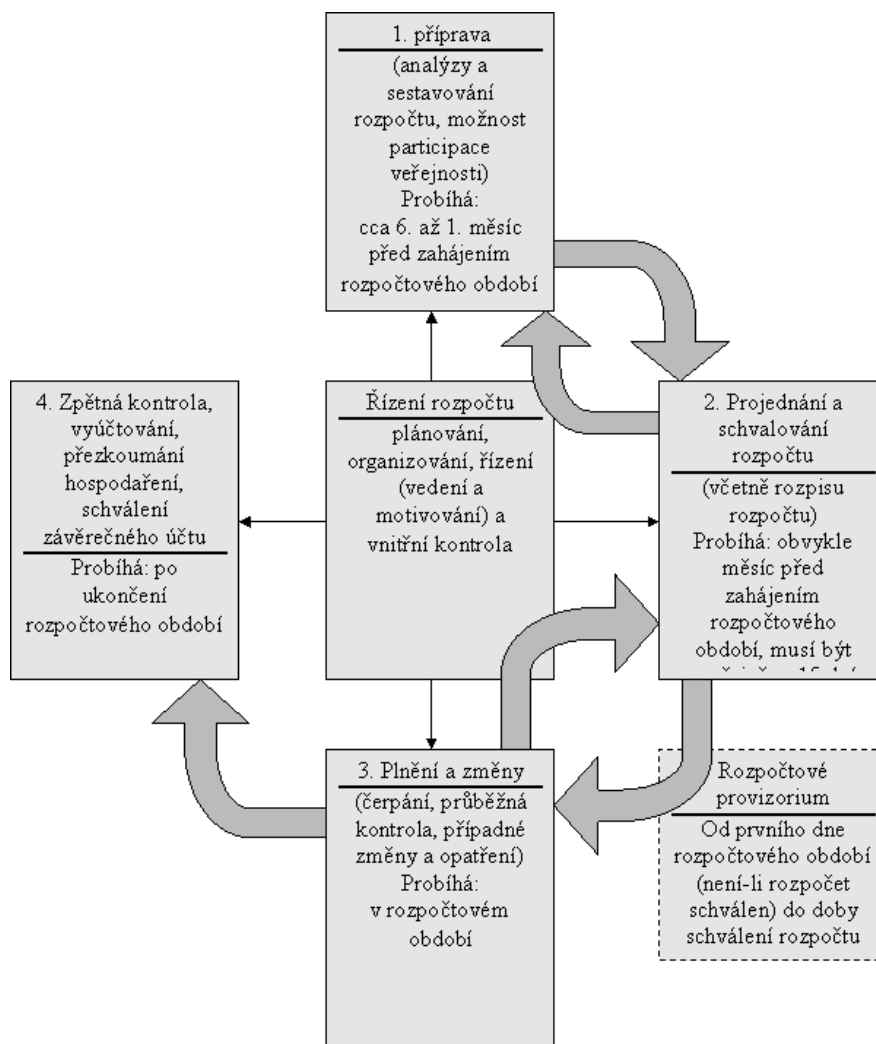 1. příprava
(analýzy a
sestavování
rozpočtu, možnost
participace
veřejnosti)
Probíhá:
cca 6. až 1. měsíc
před zahájením
rozpočtového období
4. Zpětná kontrola,
vyúčtování,
přezkoumání
hospodaření,
schválení
závěrečného účtu
Probíhá: po
ukončení
rozpočtového období
Řízení rozpočtu
plánování,
organizování, řízení
(vedení a
motivování) a
vnitřní kontrola
2. Projednání a
schvalování
rozpočtu
(včetně rozpisu
rozpočtu)
Probíhá: obvykle
měsíc před
zahájením
rozpočtového
období, musí být
3. Plnění a změny
(čerpání, průběžná
kontrola, případné
změny a opatření)
Probíhá:
v rozpočtovém
období
Rozpočtové
provizorium
Od prvního dne
rozpočtového období
(není-li rozpočet
schválen) do doby
schválení rozpočtu